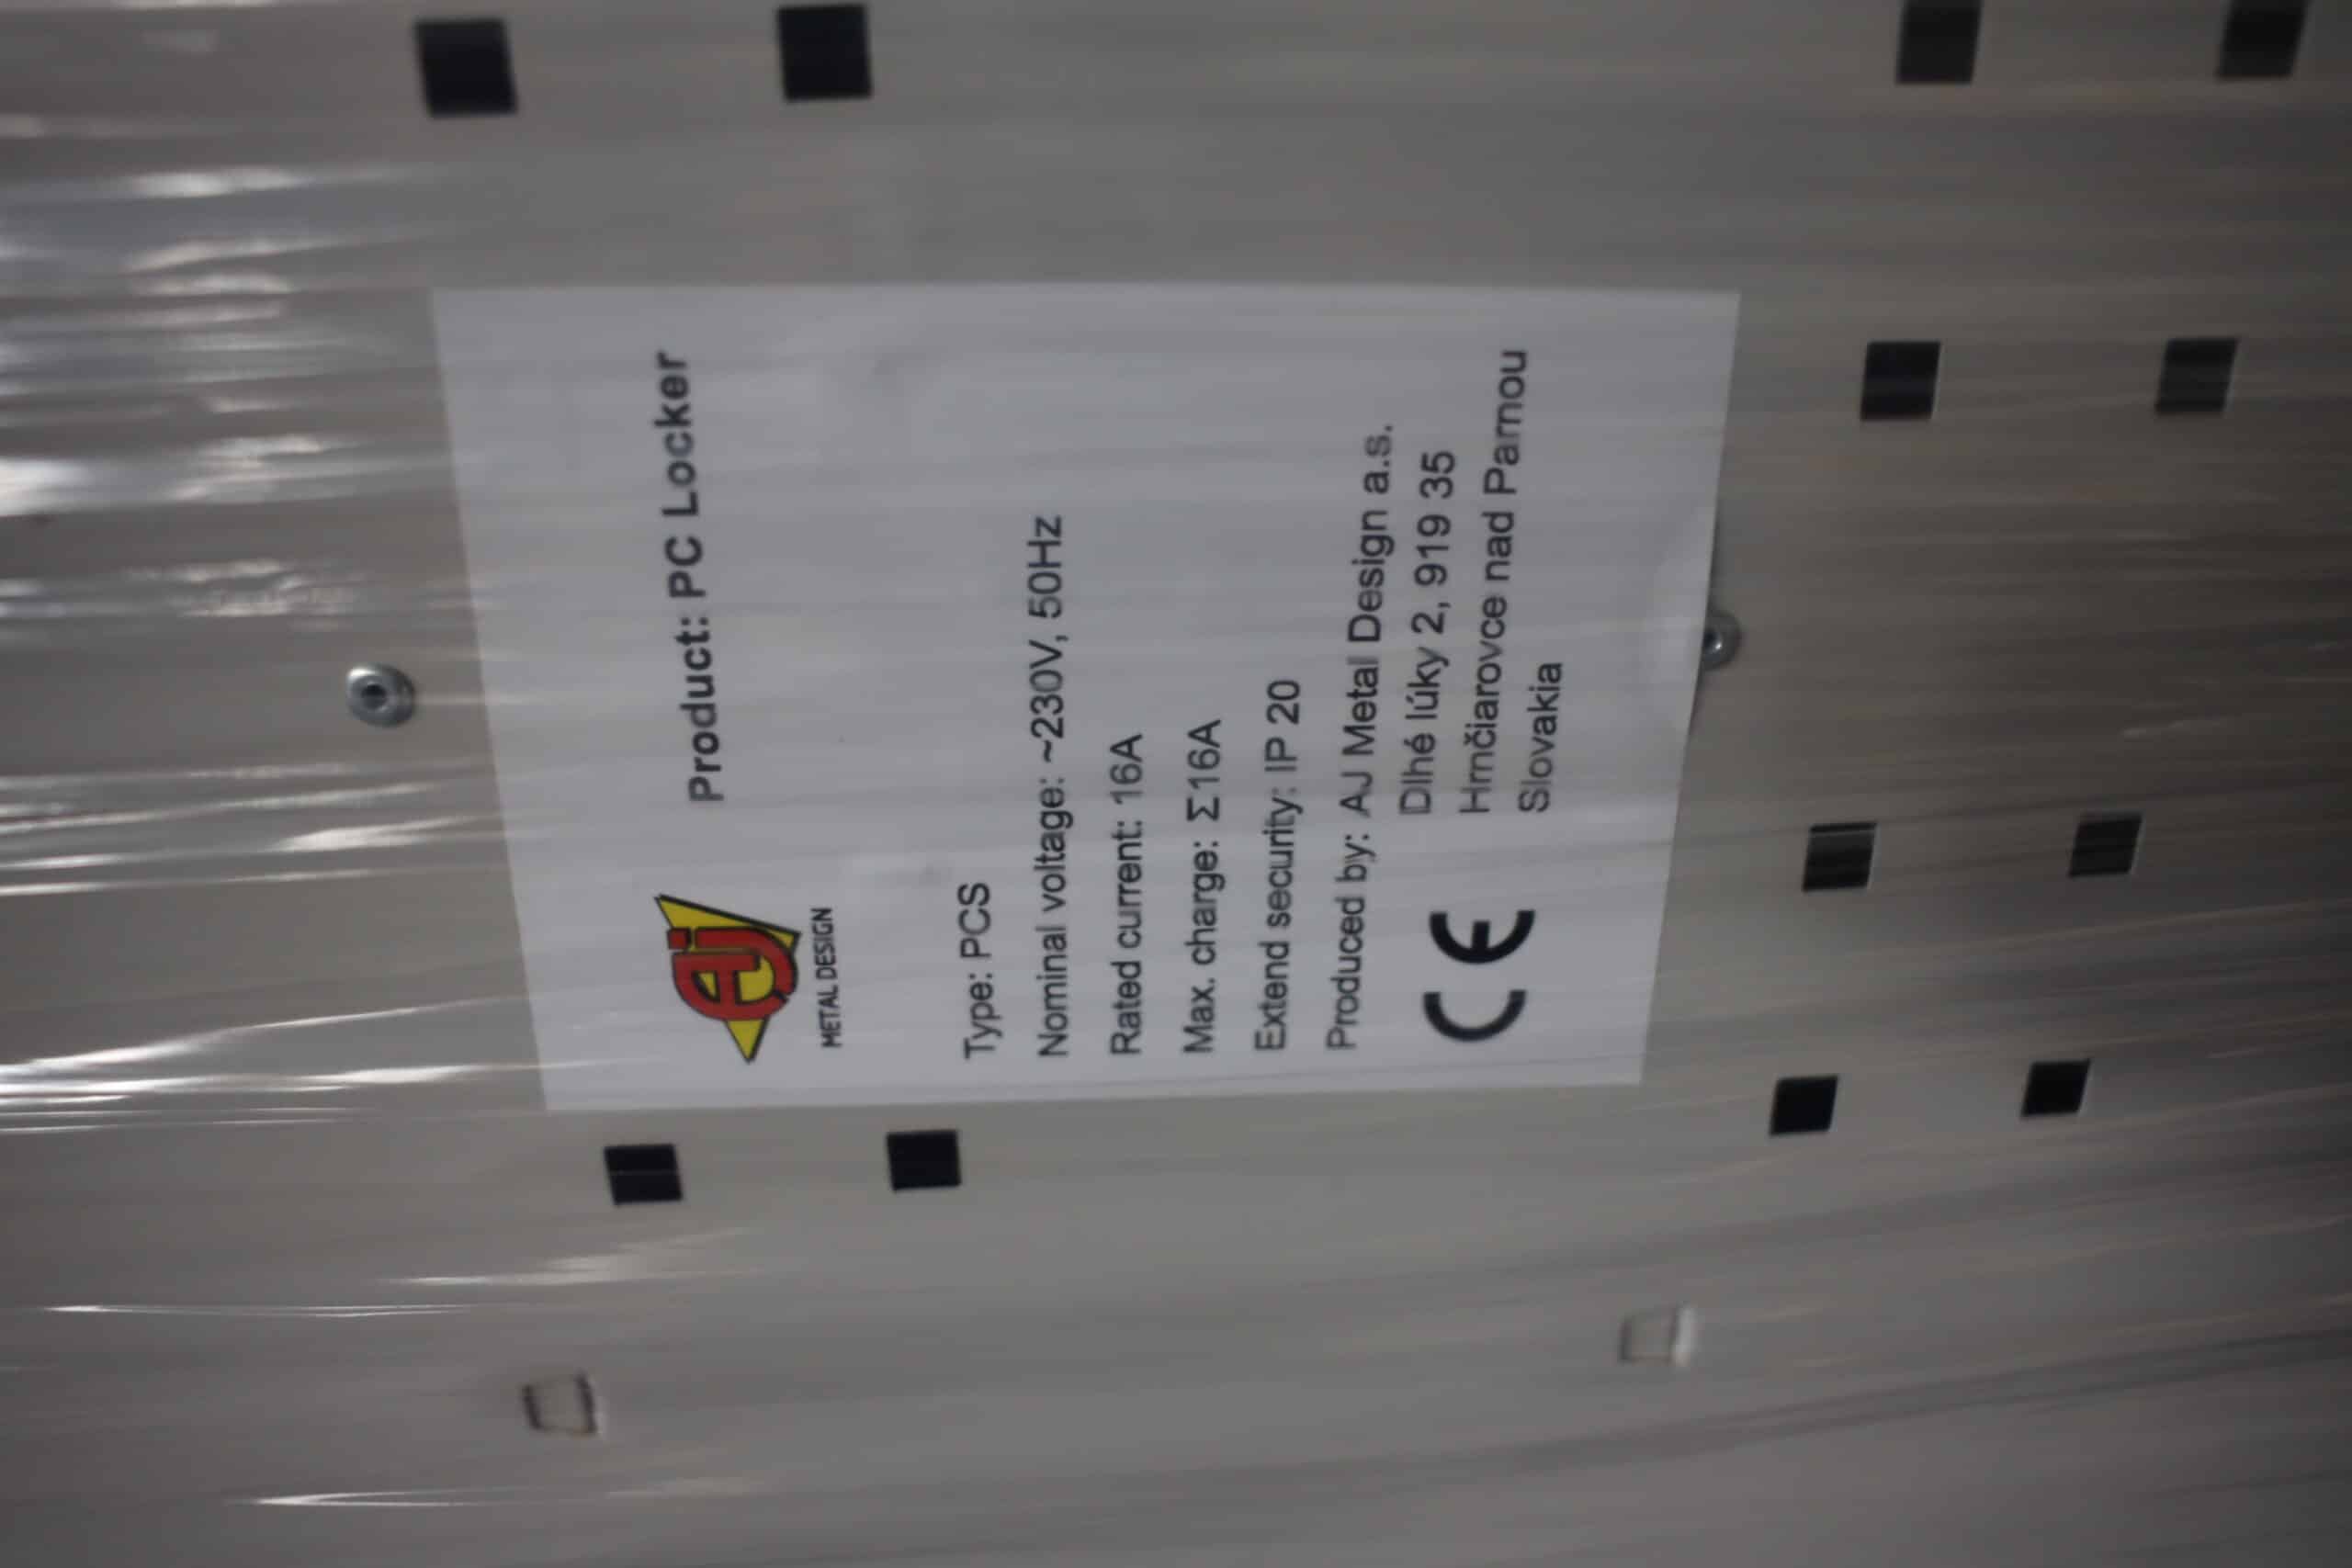 AJ
METAL DESIGN
Product: PC Locker
Type: PCS
Nominal voltage: ~230V, 50Hz
Rated current: 16A
Max. charge: Σ16A
Extend security: IP 20
Produced by: AJ Metal Design a.s.
Dlhé lúky 2, 919 35
Hrnčiarovce nad Parnou
Slovakia
CE